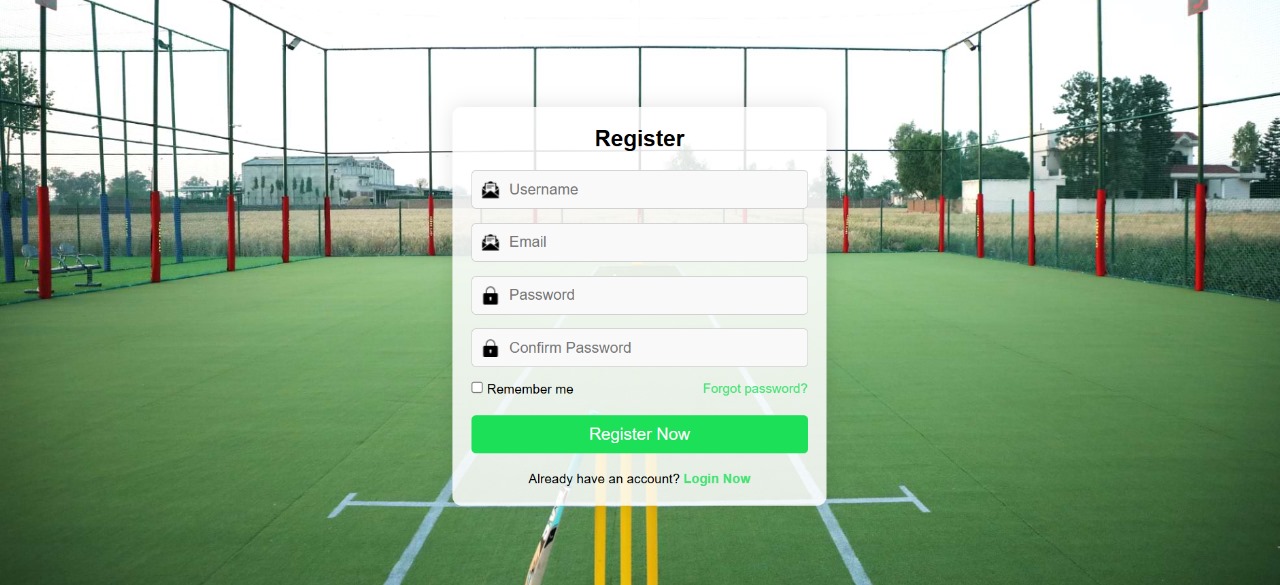 Register
Username
Email
Password
Confirm Password
Remember me Forgot password?
Register Now
Already have an account? Login Now